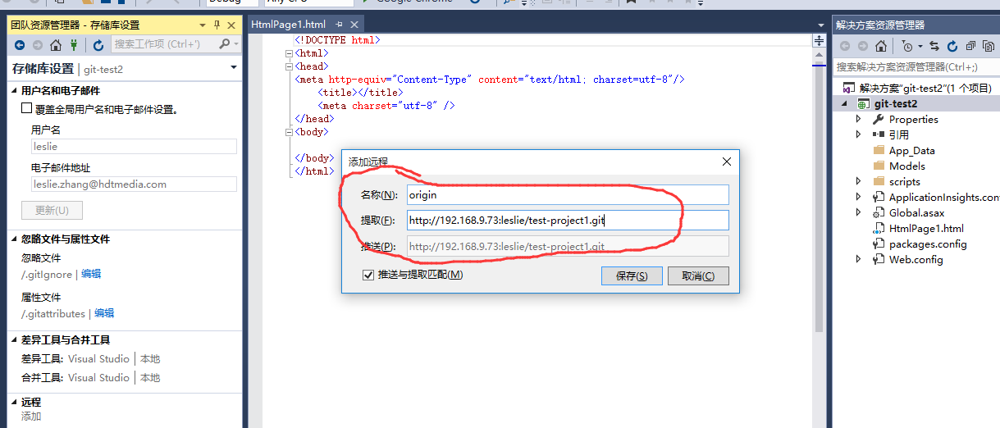 Debug
Any CPU
Google Chrome
团队资源管理器 - 存储库设置
搜索工作项 (Ctrl+')
存储库设置 | git-test2
用户名和电子邮件
覆盖全局用户名和电子邮件设置。
用户名
leslie
电子邮件地址
leslie.zhang@hdtmedia.com
更新(U)
忽略文件与属性文件
忽略文件
/.gitIgnore | 编辑
属性文件
/.gitattributes | 编辑
差异工具与合并工具
差异工具: Visual Studio | 本地
合并工具: Visual Studio | 本地
远程
添加
HtmlPage1.html
<!DOCTYPE html>
<html>
<head>
<meta http-equiv="Content-Type" content="text/html; charset=utf-8"/>
<title></title>
<meta charset="utf-8" />
</head>
<body>
</body>
</html>
添加远程
名称(N): origin
提取(F): http://192.168.9.73:leslie/test-project1.git
推送(P): http://192.168.9.73:leslie/test-project1.git
推送与提取匹配(M)
保存(S)
取消(C)
解决方案资源管理器
搜索解决方案资源管理器(Ctrl+;)
解决方案"git-test2"(1 个项目)
git-test2
Properties
引用
App_Data
Models
scripts
ApplicationInsights.con
Global.asax
HtmlPage1.html
packages.config
Web.config